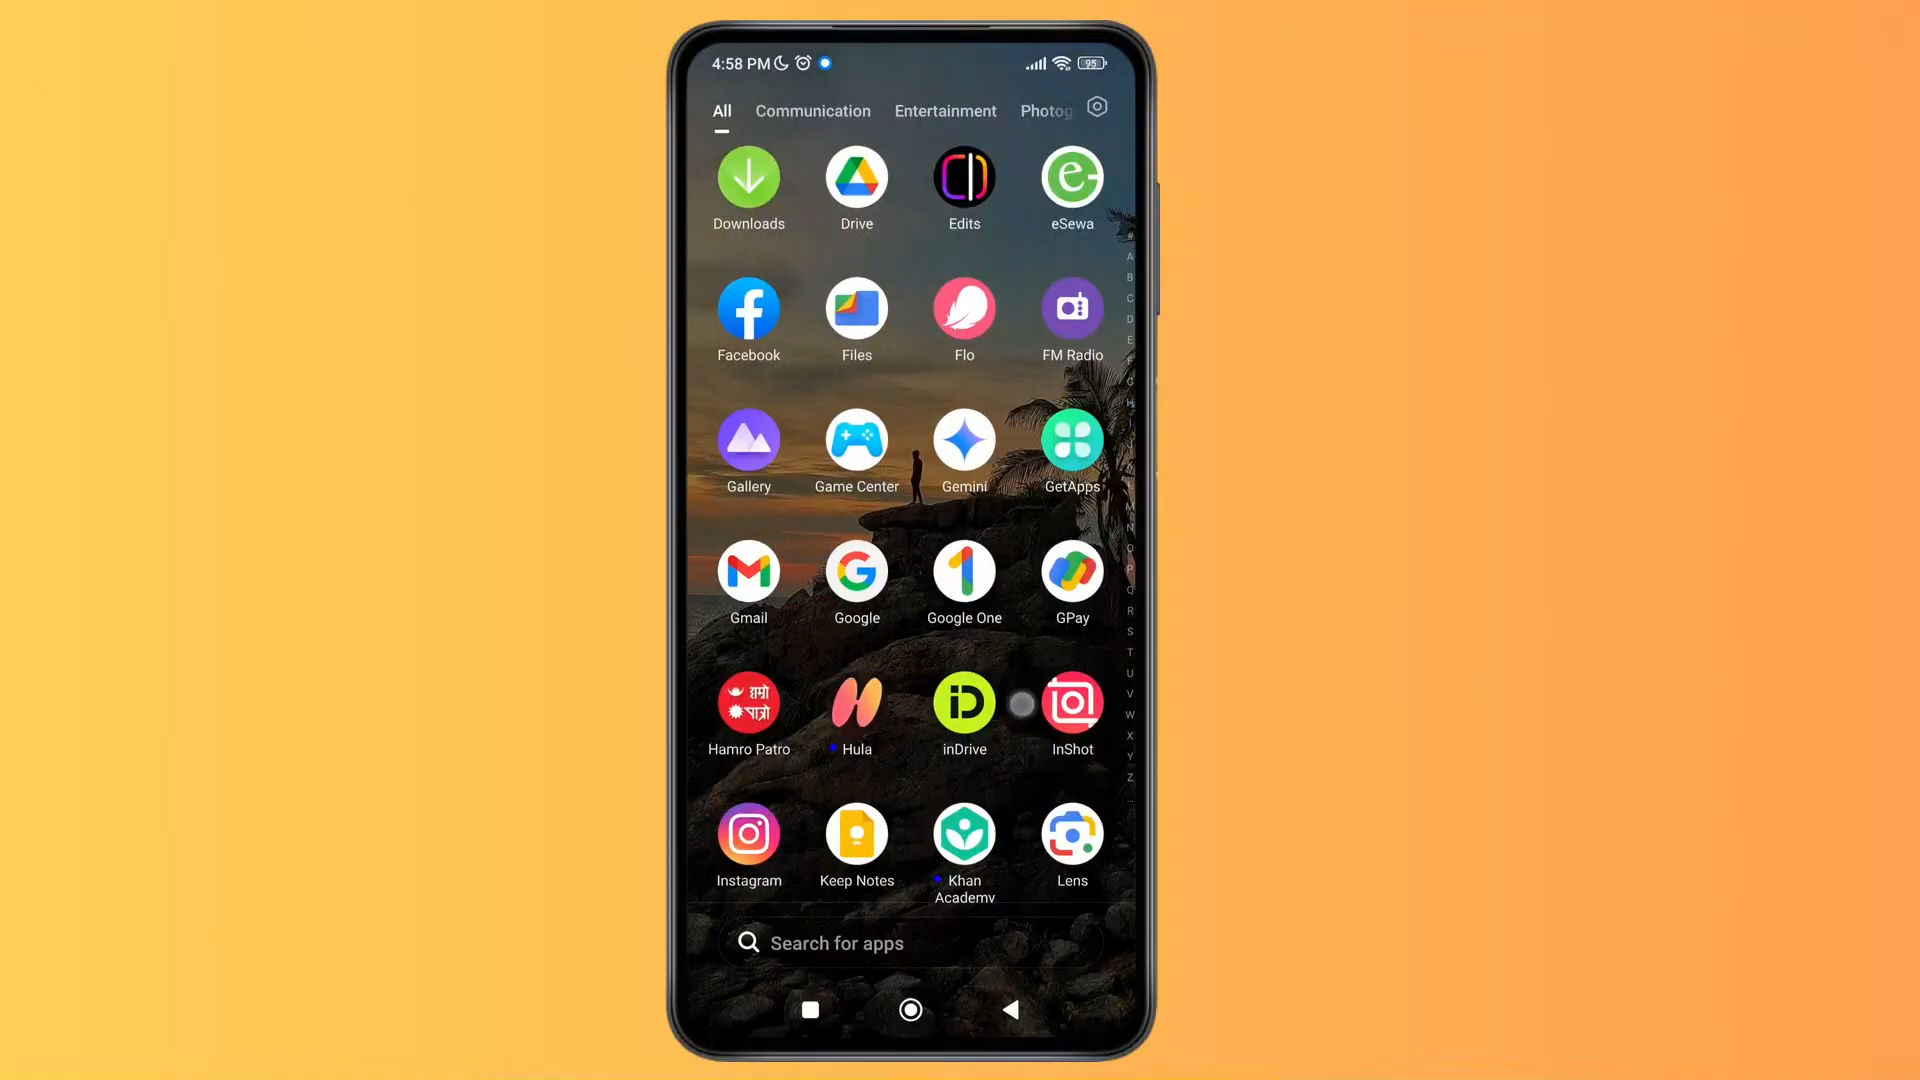 4:58 PM
95
All Communication Entertainment Photog
Downloads Drive Edits eSewa
Facebook Files Flo FM Radio
Gallery Game Center Gemini GetApps
Gmail Google Google One GPay
हाम्रो
पात्रो
Hamro Patro Hula inDrive InShot
Instagram Keep Notes Khan Lens
Academy
Search for apps
#
A
B
C
D
E
F
G
H
I
J
K
M
N
O
P
Q
R
S
T
U
V
W
X
Y
Z